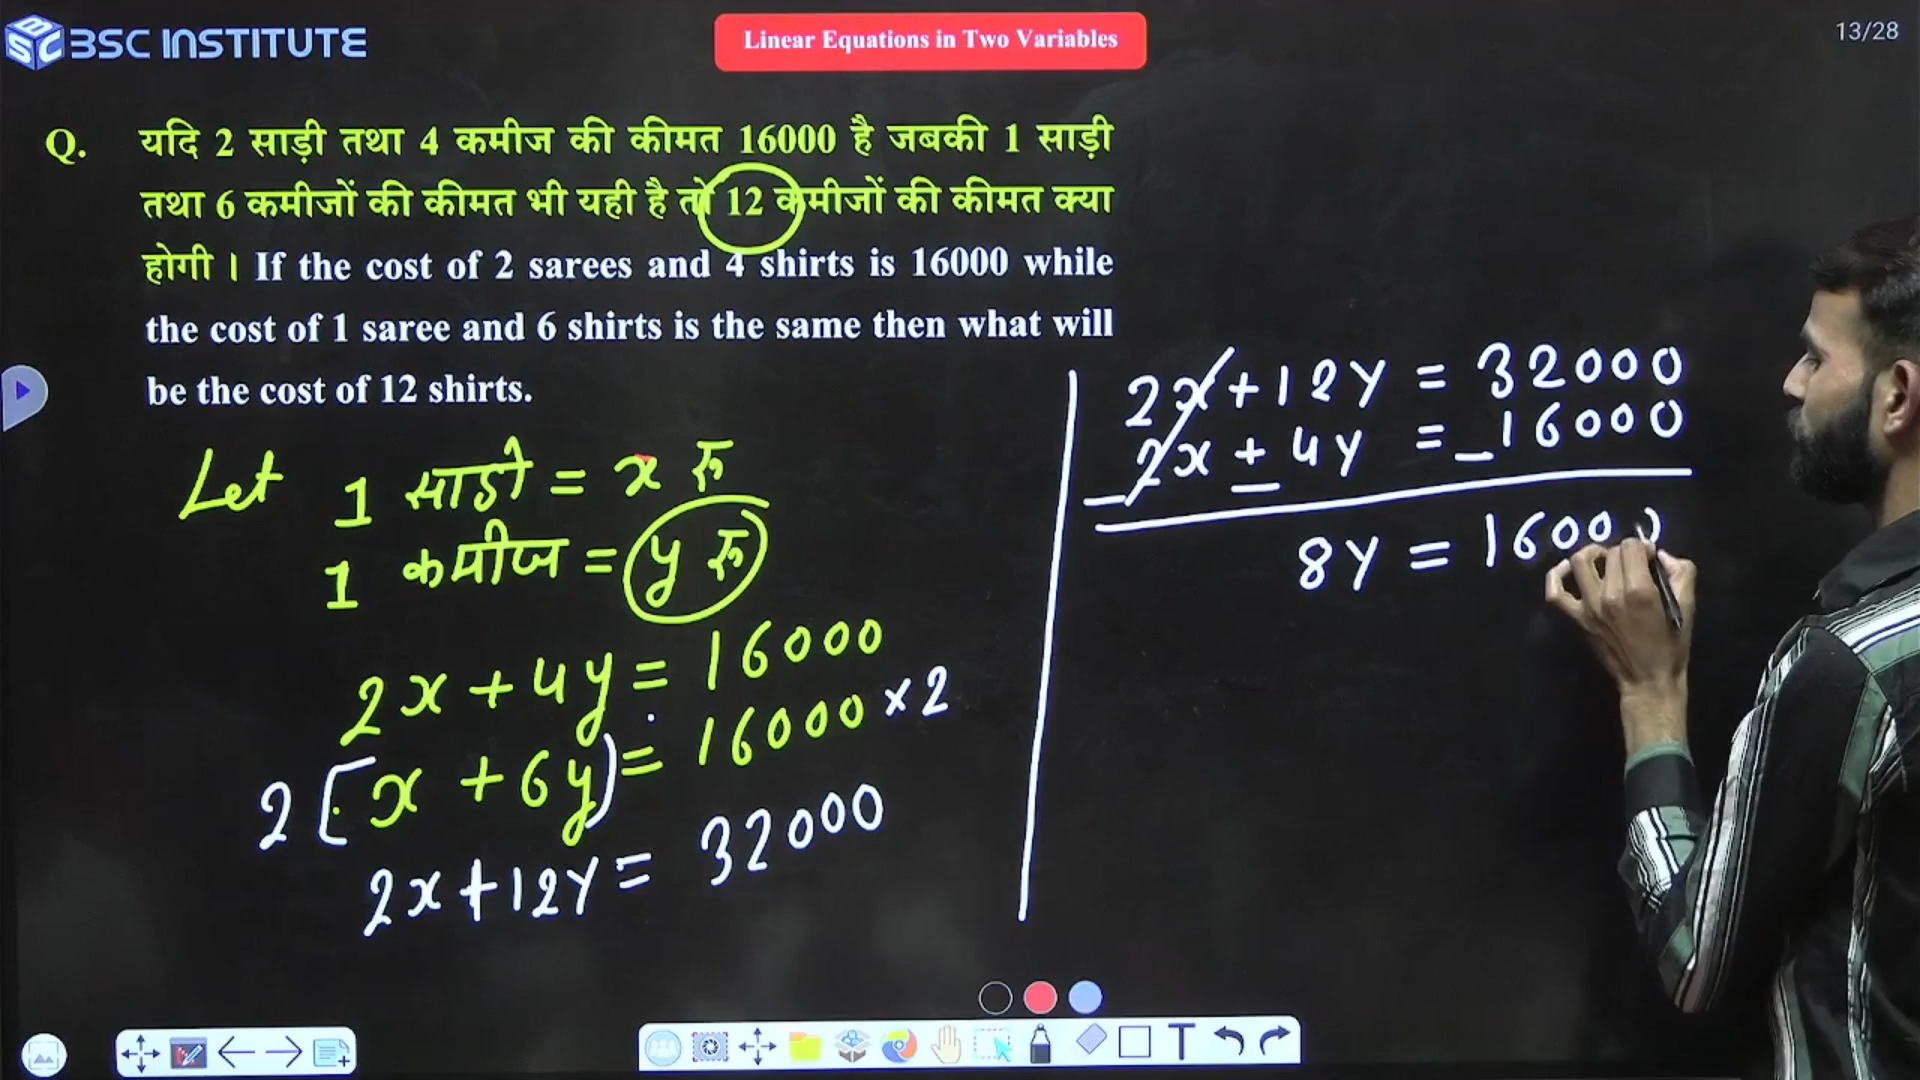 BSC INSTITUTE
Linear Equations in Two Variables
13/28
Q. यदि 2 साड़ी तथा 4 कमीज की कीमत 16000 है जबकी 1 साड़ी
तथा 6 कमीजों की कीमत भी यही है तो 12 कमीजों की कीमत क्या
होगी । If the cost of 2 sarees and 4 shirts is 16000 while
the cost of 1 saree and 6 shirts is the same then what will
be the cost of 12 shirts.
Let 1 साड़ी = x रू
1 कमीज = y रू
2x + 4y = 16000
2[x + 6y) = 16000 × 2
2x + 12y = 32000
2x + 12y = 32000
2x + 4y = _16000
8y = 16000